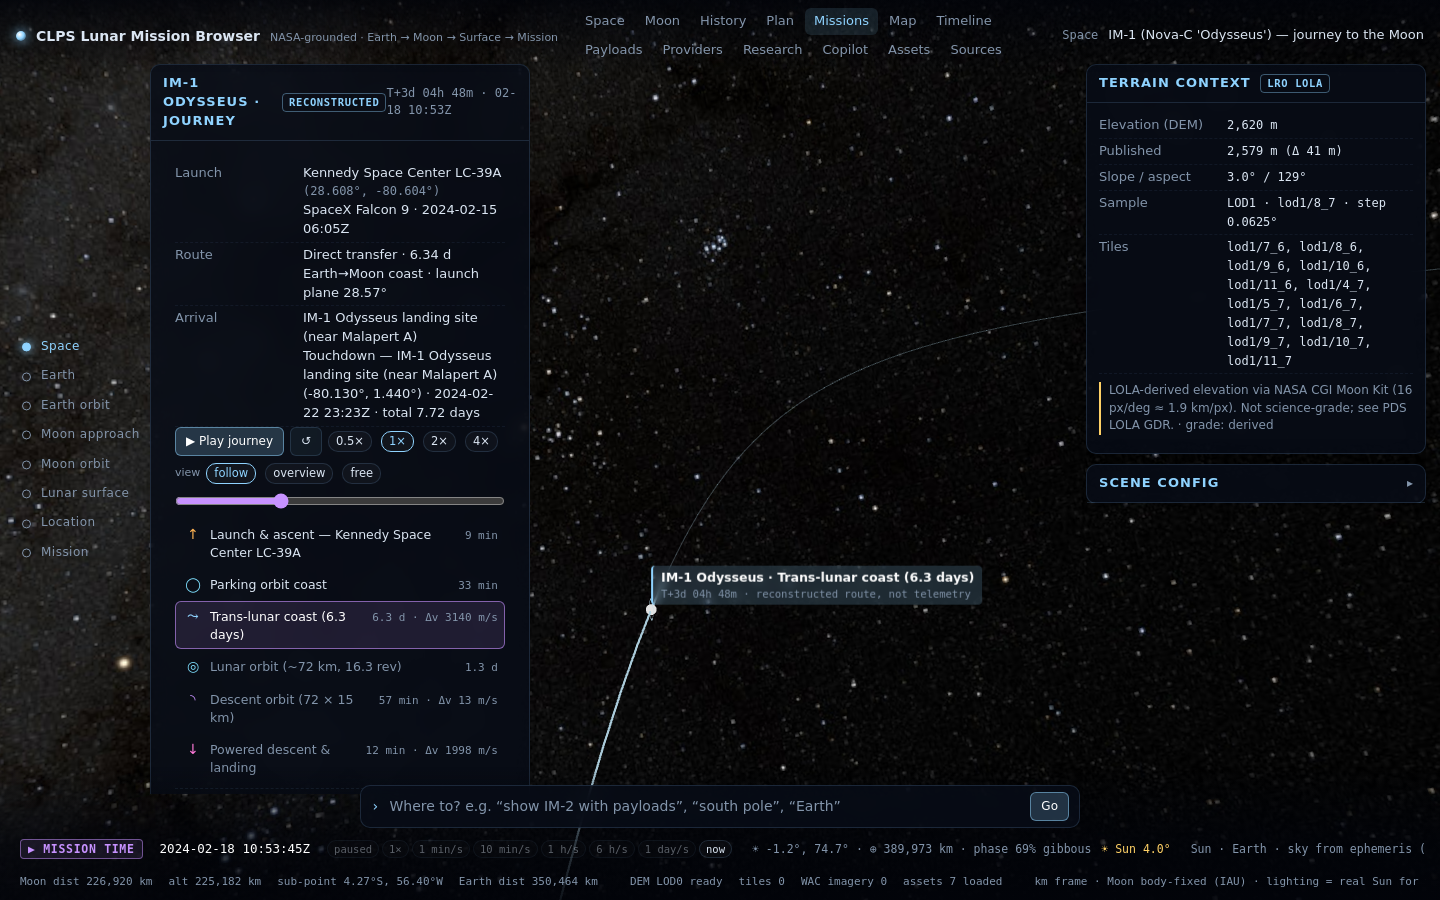 CLPS Lunar Mission Browser NASA-grounded · Earth → Moon → Surface → Mission
Space Moon History Plan Missions Map Timeline
Payloads Providers Research Copilot Assets Sources
Space IM-1 (Nova-C 'Odysseus') — journey to the Moon
Space
Earth
Earth orbit
Moon approach
Moon orbit
Lunar surface
Location
Mission
IM-1
ODYSSEUS ·
JOURNEY
RECONSTRUCTED
T+3d 04h 48m · 02-
18 10:53Z
Launch
Kennedy Space Center LC-39A
(28.608°, -80.604°)
SpaceX Falcon 9 · 2024-02-15
06:05Z
Route
Direct transfer · 6.34 d
Earth→Moon coast · launch
plane 28.57°
Arrival
IM-1 Odysseus landing site
(near Malapert A)
Touchdown — IM-1 Odysseus
landing site (near Malapert A)
(-80.130°, 1.440°) · 2024-02-
22 23:23Z · total 7.72 days
▶ Play journey ↺ 0.5× 1× 2× 4×
view follow overview free
↑ Launch & ascent — Kennedy Space
Center LC-39A
9 min
◯ Parking orbit coast 33 min
⤳ Trans-lunar coast (6.3
days)
6.3 d · Δv 3140 m/s
◎ Lunar orbit (~72 km, 16.3 rev) 1.3 d
◝ Descent orbit (72 × 15
km)
57 min · Δv 13 m/s
↓ Powered descent &
landing
12 min · Δv 1998 m/s
IM-1 Odysseus · Trans-lunar coast (6.3 days)
T+3d 04h 48m · reconstructed route, not telemetry
TERRAIN CONTEXT LRO LOLA
Elevation (DEM) 2,620 m
Published 2,579 m (Δ 41 m)
Slope / aspect 3.0° / 129°
Sample LOD1 · lod1/8_7 · step
0.0625°
Tiles lod1/7_6, lod1/8_6,
lod1/9_6, lod1/10_6,
lod1/11_6, lod1/4_7,
lod1/5_7, lod1/6_7,
lod1/7_7, lod1/8_7,
lod1/9_7, lod1/10_7,
lod1/11_7
LOLA-derived elevation via NASA CGI Moon Kit (16
px/deg ≈ 1.9 km/px). Not science-grade; see PDS
LOLA GDR. · grade: derived
SCENE CONFIG ▸
› Where to? e.g. “show IM-2 with payloads”, “south pole”, “Earth” Go
▶ MISSION TIME 2024-02-18 10:53:45Z paused 1× 1 min/s 10 min/s 1 h/s 6 h/s 1 day/s now ☀ -1.2°, 74.7° · ⊕ 389,973 km · phase 69% gibbous ☀ Sun 4.0° Sun · Earth · sky from ephemeris (
Moon dist 226,920 km alt 225,182 km sub-point 4.27°S, 56.40°W Earth dist 350,464 km DEM LOD0 ready tiles 0 WAC imagery 0 assets 7 loaded km frame · Moon body-fixed (IAU) · lighting = real Sun for